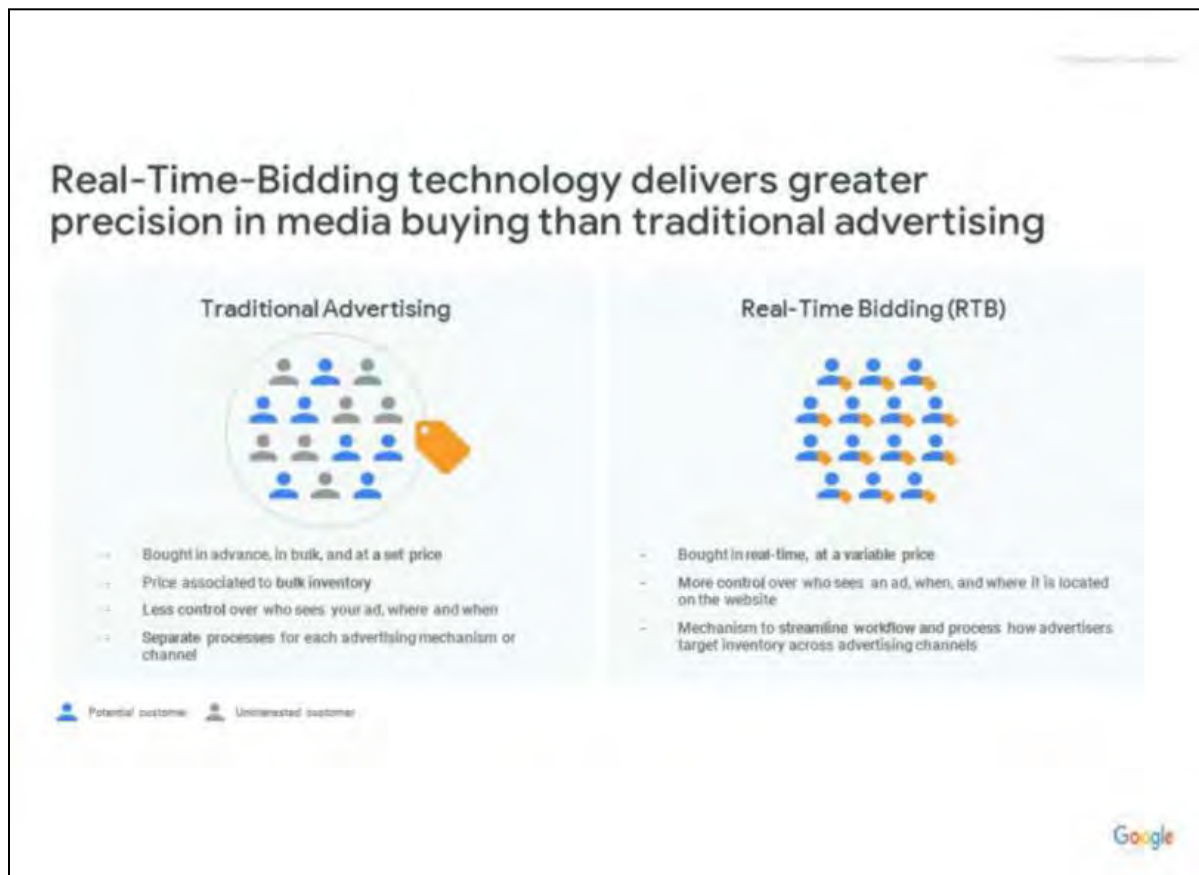 Real-Time-Bidding technology delivers greater
precision in media buying than traditional advertising
Traditional Advertising
- Bought in advance, in bulk, and at a set price
- Price associated to bulk inventory
- Less control over who sees your ad, where and when
- Separate processes for each advertising mechanism or
channel
Real-Time Bidding (RTB)
- Bought in real-time, at a variable price
- More control over who sees an ad, when, and where it is located
on the website
- Mechanism to streamline workflow and process how advertisers
target inventory across advertising channels
Potential customer
Uninterested customer
Google